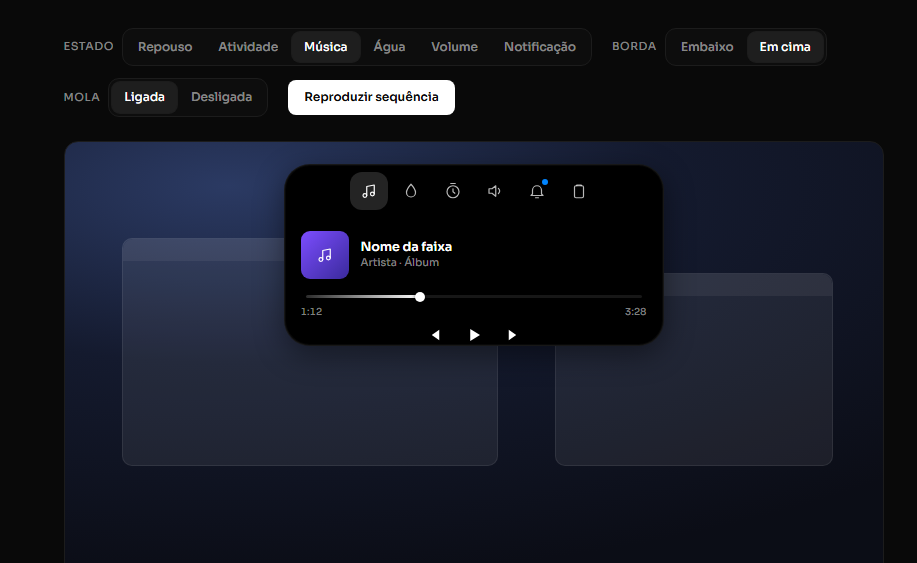 ESTADO Repouso Atividade Música Água Volume Notificação BORDA Embaixo Em cima
MOLA Ligada Desligada Reproduzir sequência
Nome da faixa
Artista · Álbum
1:12 3:28